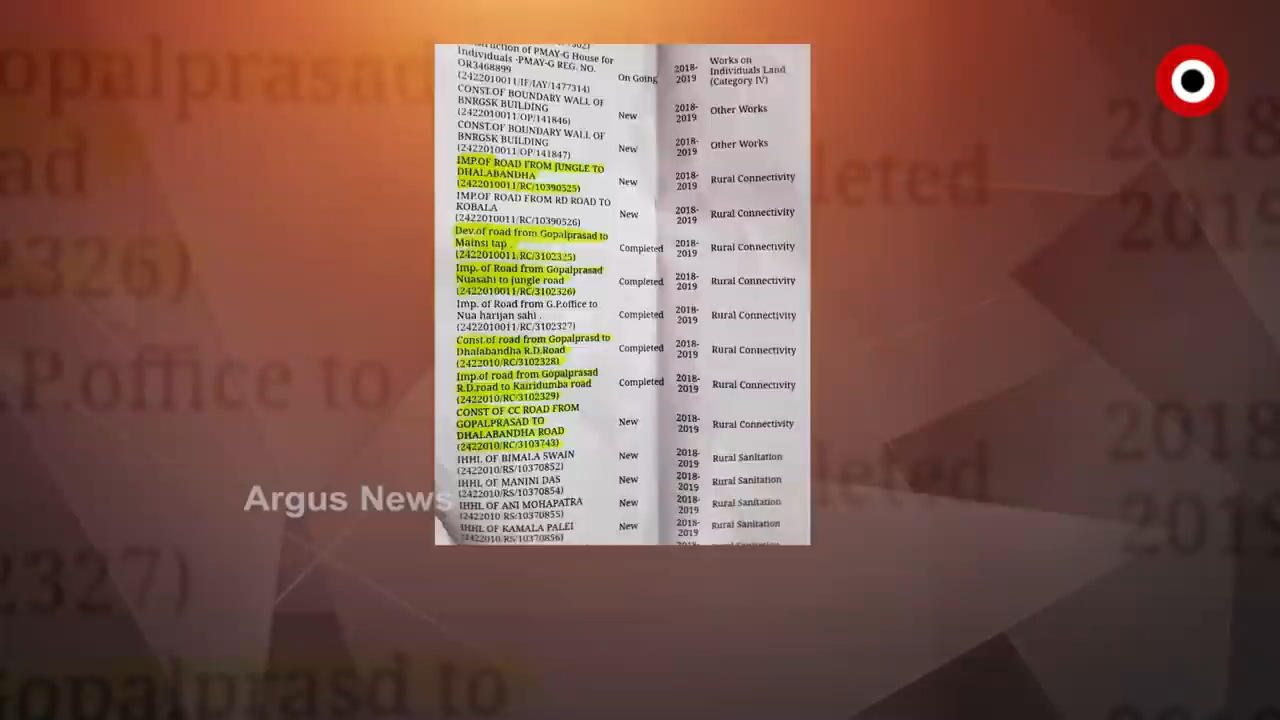 Individuals -PMAY-G House for
Individuals -PMAY-G REG. NO.
OR3468899
(2422010011/IF/IAY/1477314)
On Going
2018-
2019
Works on
Individuals Land
(Category IV)
CONST.OF BOUNDARY WALL OF
BNRGSK BUILDING
(2422010011/OP/141846)
New
2018-
2019
Other Works
CONST.OF BOUNDARY WALL OF
BNRGSK BUILDING
(2422010011/OP/141847)
New
2018-
2019
Other Works
IMP.OF ROAD FROM JUNGLE TO
DHALABANDHA
(2422010011/RC/10390525)
New
2018-
2019
Rural Connectivity
IMP.OF ROAD FROM RD ROAD TO
KOBALA
(2422010011/RC/10390526)
New
2018-
2019
Rural Connectivity
Dev.of road from Gopalprasad to
Mainsi tap .
(2422010011/RC/3102325)
Completed
2018-
2019
Rural Connectivity
Imp. of Road from Gopalprasad
Nuasahi to jungle road
(2422010011/RC/3102326)
Completed
2018-
2019
Rural Connectivity
Imp. of Road from G.P.office to
Nua harijan sahi .
(2422010011/RC/3102327)
Completed
2018-
2019
Rural Connectivity
Const.of road from Gopalprasd to
Dhalabandha R.D.Road
(2422010/RC/3102328)
Completed
2018-
2019
Rural Connectivity
Imp.of road from Gopalprasad
R.D.road to Kairidumba road
(2422010/RC/3102329)
Completed
2018-
2019
Rural Connectivity
CONST OF CC ROAD FROM
GOPALPRASAD TO
DHALABANDHA ROAD
(2422010/RC/3103743)
New
2018-
2019
Rural Connectivity
IHHL OF BIMALA SWAIN
(2422010/RS/10370852)
New
2018-
2019
Rural Sanitation
IHHL OF MANINI DAS
(2422010/RS/10370854)
New
2018-
2019
Rural Sanitation
IHHL OF ANI MOHAPATRA
(2422010/RS/10370855)
New
2018-
2019
Rural Sanitation
IHHL OF KAMALA PALEI
(2422010/RS/10370856)
New
2018-
2019
Rural Sanitation
Argus News